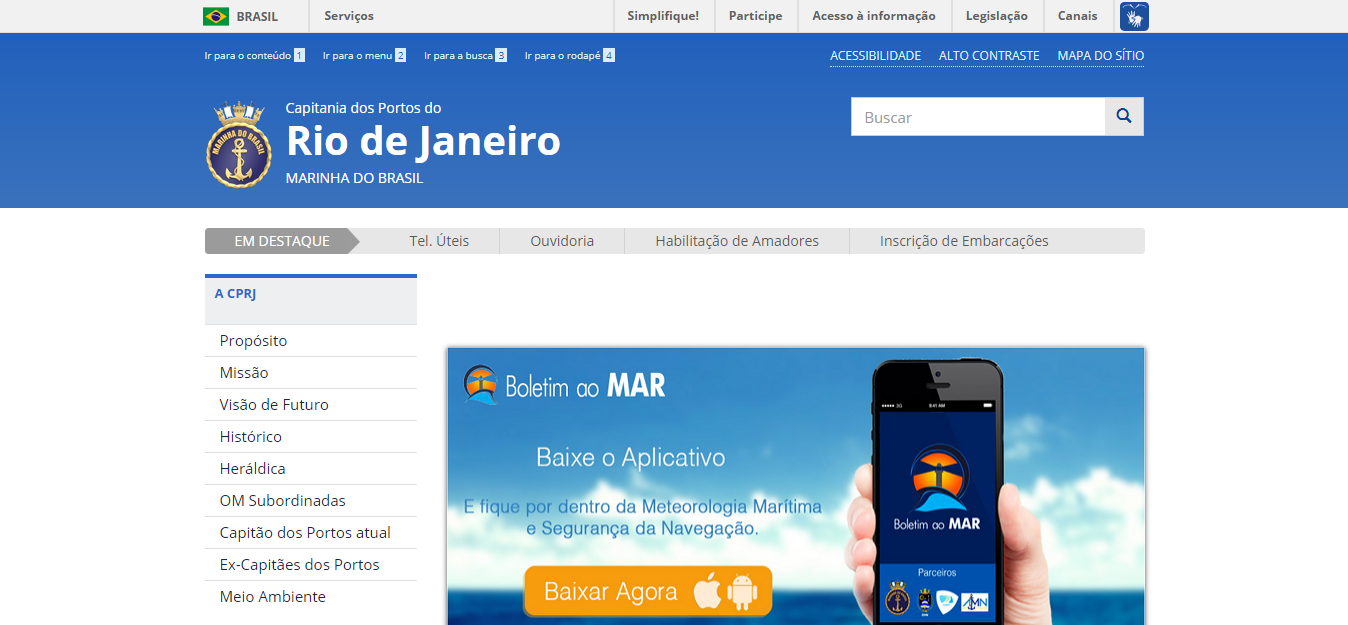 BRASIL
Serviços
Simplifique!
Participe
Acesso à informação
Legislação
Canais
Ir para o conteúdo 1
Ir para o menu 2
Ir para a busca 3
Ir para o rodapé 4
ACESSIBILIDADE
ALTO CONTRASTE
MAPA DO SÍTIO
MARINHA DO BRASIL
Capitania dos Portos do
Rio de Janeiro
MARINHA DO BRASIL
Buscar
EM DESTAQUE
Tel. Úteis
Ouvidoria
Habilitação de Amadores
Inscrição de Embarcações
A CPRJ
Propósito
Missão
Visão de Futuro
Histórico
Heráldica
OM Subordinadas
Capitão dos Portos atual
Ex-Capitães dos Portos
Meio Ambiente
Boletim ao MAR
Baixe o Aplicativo
E fique por dentro da Meteorologia Marítima
e Segurança da Navegação.
Baixar Agora
3G
9:41 AM
Boletim ao MAR
Parceiros